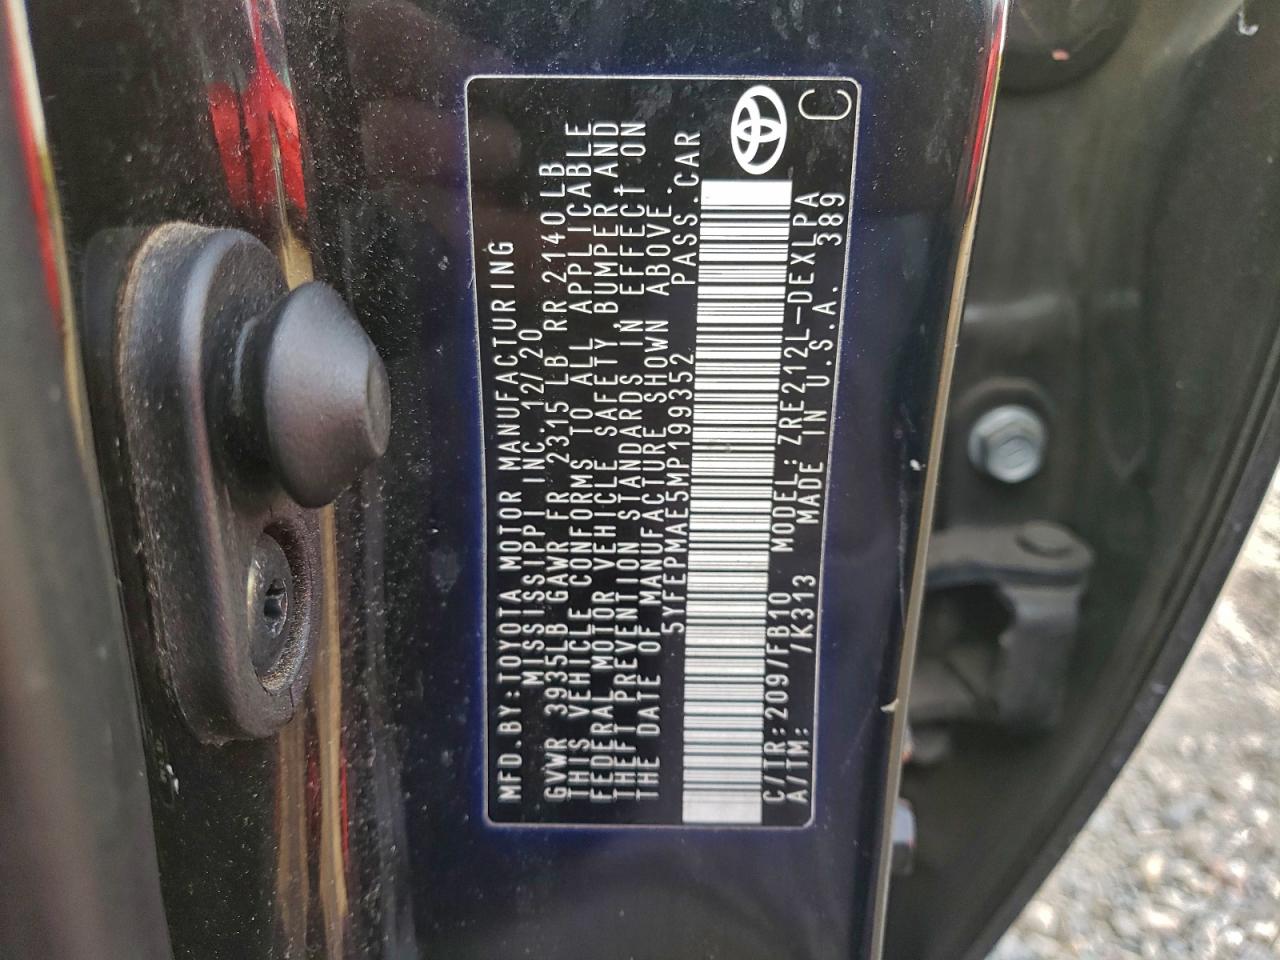 MFD.BY:TOYOTA MOTOR MANUFACTURING
MISSISSIPPI INC. 12/20
GVWR 3935LB GAWR FR 2315 LB RR 2140LB
THIS VEHICLE CONFORMS TO ALL APPLICABLE
FEDERAL MOTOR VEHICLE SAFETY, BUMPER AND
THEFT PREVENTION STANDARDS IN EFFECT ON
THE DATE OF MANUFACTURE SHOWN ABOVE.
5YFEPMAE5MP199352 PASS.CAR
C/TR:209/FB10 MODEL: ZRE212L-DEXLPA
A/TM: /K313 MADE IN U.S.A. 389
C